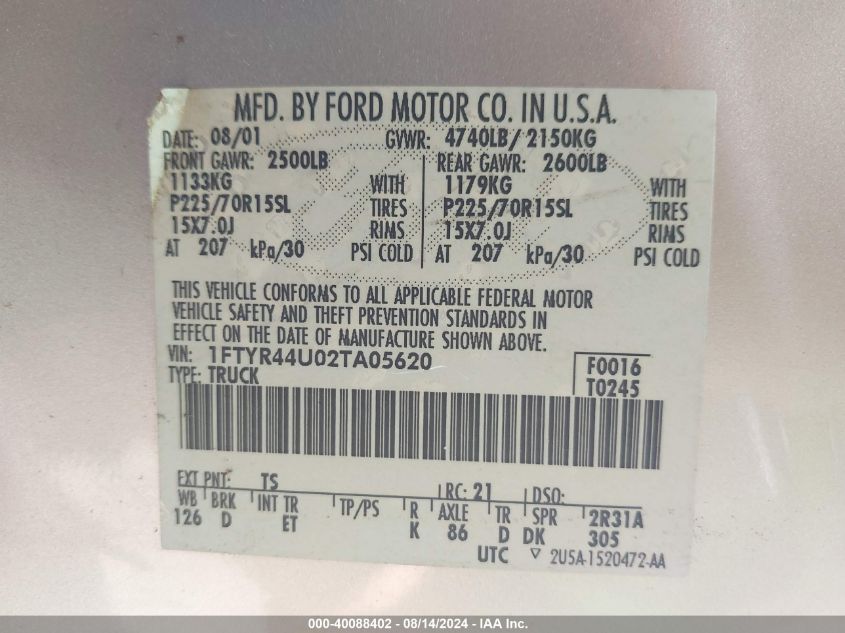 MFD. BY FORD MOTOR CO. IN U.S.A.
DATE: 08/01 GVWR: 4740LB/ 2150KG
FRONT GAWR: 2500LB REAR GAWR: 2600LB
1133KG WITH 1179KG WITH
P225/70R15SL TIRES P225/70R15SL TIRES
15X7.0J RIMS 15X7.0J RIMS
AT 207 kPa/30 PSI COLD AT 207 kPa/30 PSI COLD
THIS VEHICLE CONFORMS TO ALL APPLICABLE FEDERAL MOTOR
VEHICLE SAFETY AND THEFT PREVENTION STANDARDS IN
EFFECT ON THE DATE OF MANUFACTURE SHOWN ABOVE.
VIN: 1FTYR44U02TA05620 F0016
TYPE: TRUCK T0245
EXT PNT: TS RC: 21 DSO:
WB BRK INT TR TP/PS R AXLE TR SPR 2R31A
126 D ET K 86 D DK 305
UTC ▽ 2U5A-1520472-AA
000-40088402 - 08/14/2024 - IAA Inc.